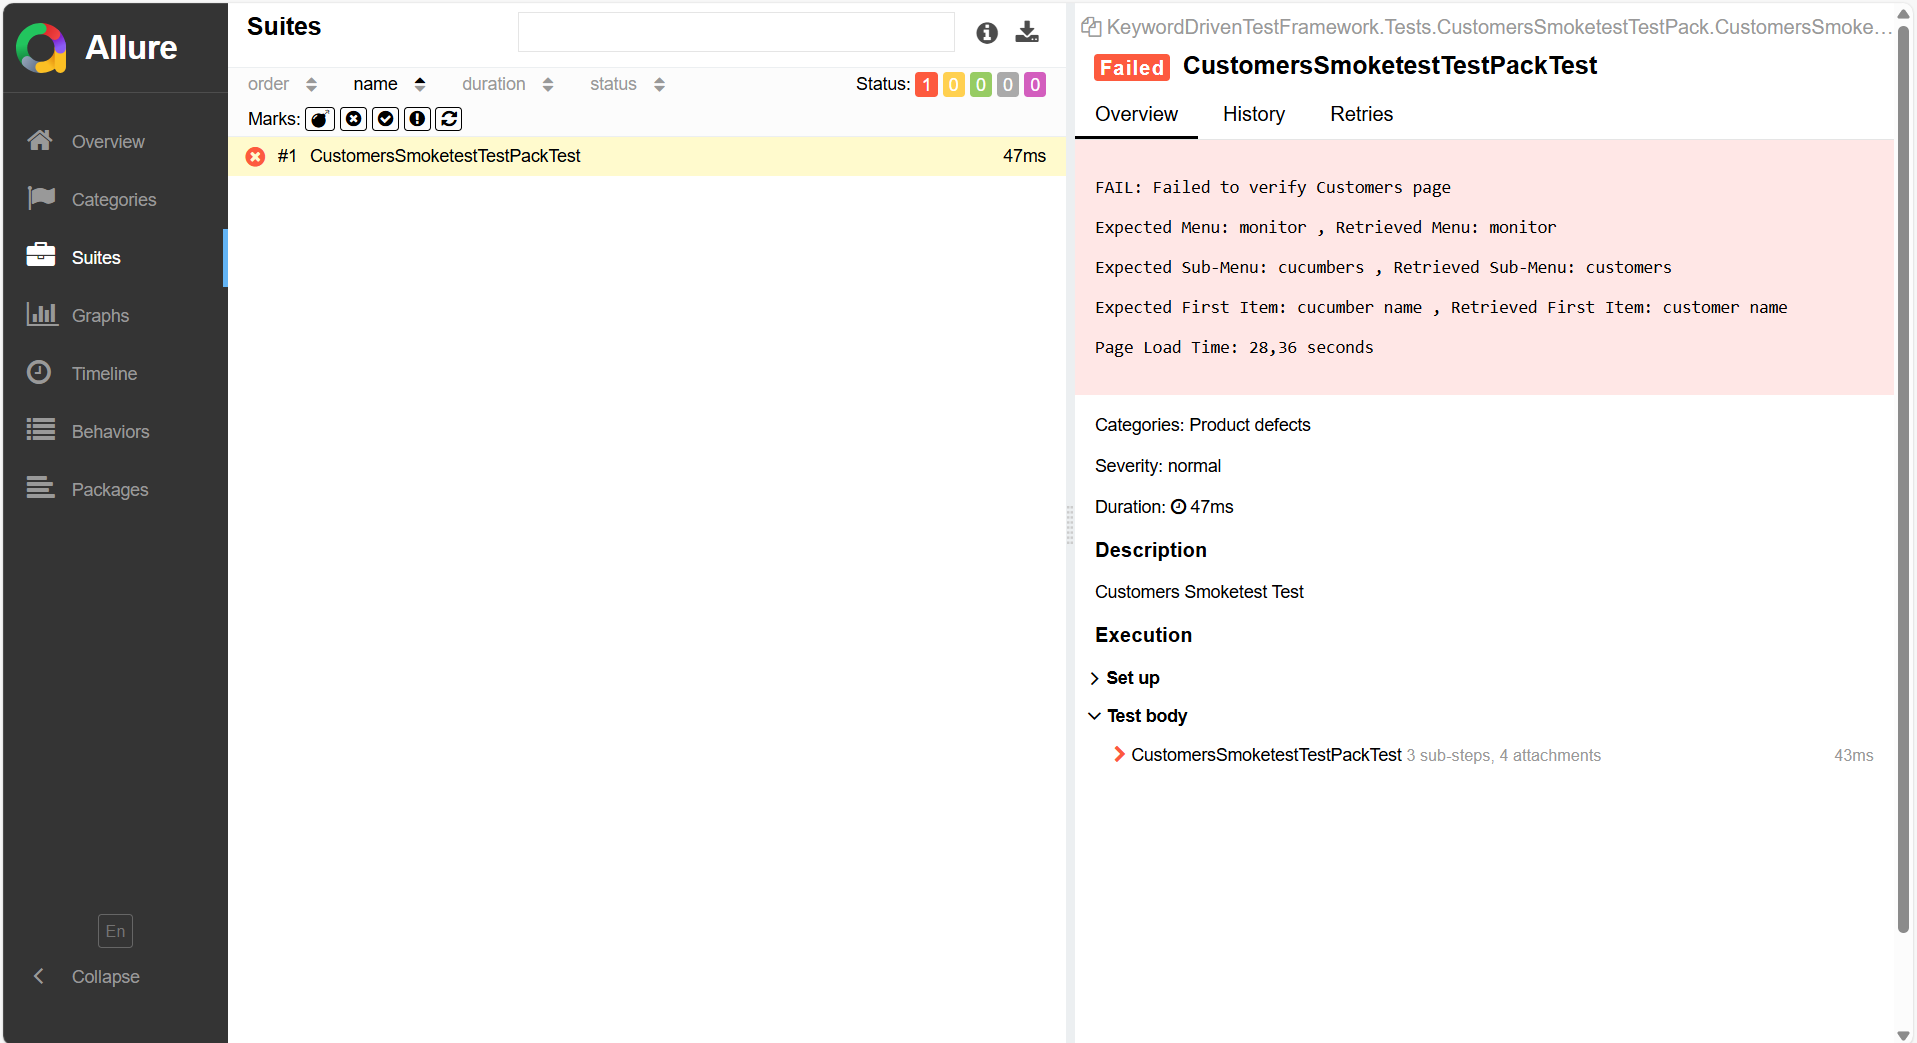 Allure
Overview
Categories
Suites
Graphs
Timeline
Behaviors
Packages
En
Collapse
Suites
order name duration status Status: 1 0 0 0 0
Marks:
#1 CustomersSmoketestTestPackTest 47ms
KeywordDrivenTestFramework.Tests.CustomersSmoketestTestPack.CustomersSmoke...
Failed CustomersSmoketestTestPackTest
Overview History Retries
FAIL: Failed to verify Customers page
Expected Menu: monitor , Retrieved Menu: monitor
Expected Sub-Menu: cucumbers , Retrieved Sub-Menu: customers
Expected First Item: cucumber name , Retrieved First Item: customer name
Page Load Time: 28,36 seconds
Categories: Product defects
Severity: normal
Duration: 47ms
Description
Customers Smoketest Test
Execution
Set up
Test body
CustomersSmoketestTestPackTest 3 sub-steps, 4 attachments 43ms